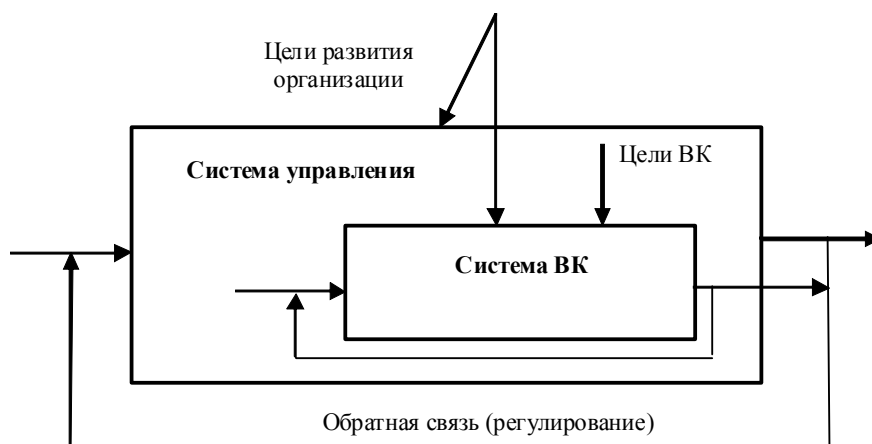 Цели развития
организации
Цели ВК
Система управления
Система ВК
Обратная связь (регулирование)